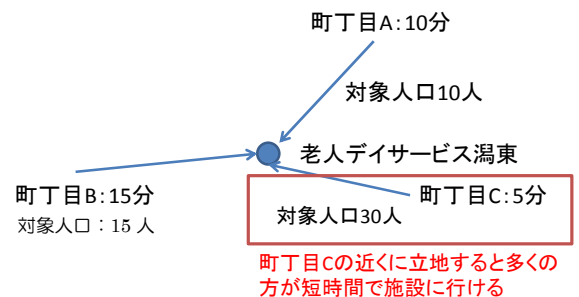 町丁目A:10分
対象人口10人
老人デイサービス潟東
町丁目B:15分
対象人口:15 人
町丁目C:5分
対象人口30人
町丁目Cの近くに立地すると多くの
方が短時間で施設に行ける